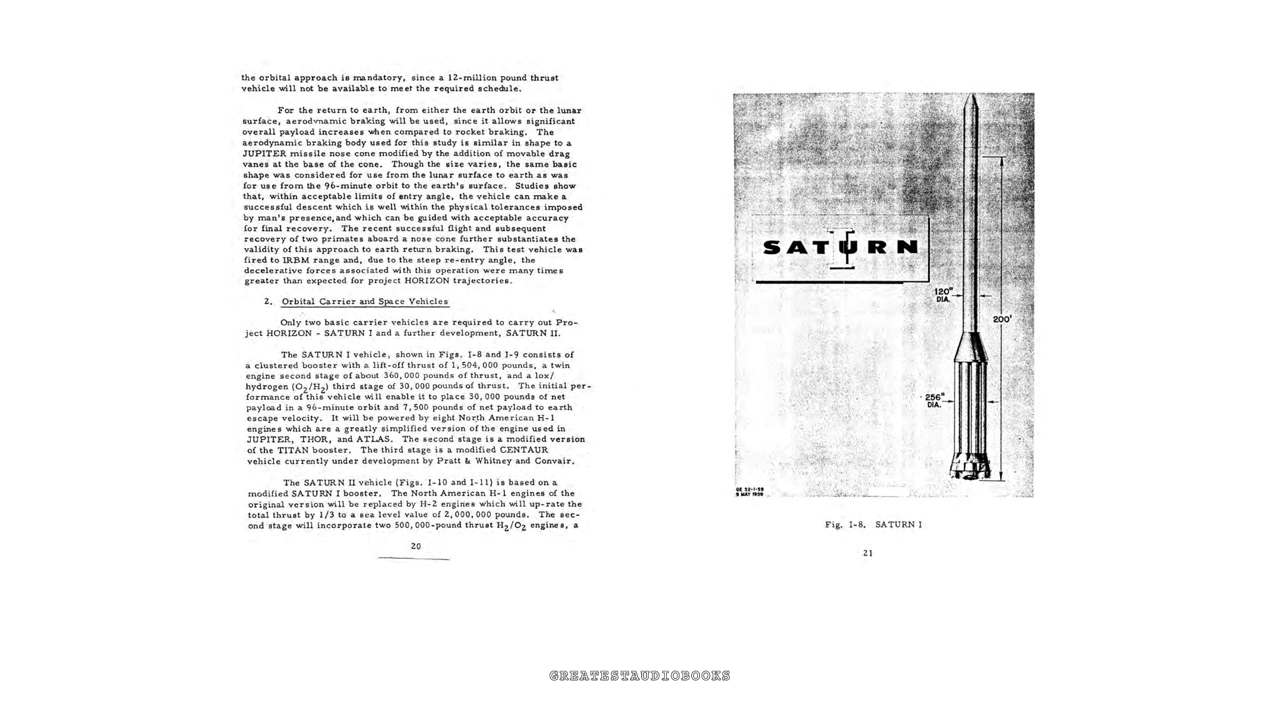 the orbital approach is mandatory, since a 12-million pound thrust
vehicle will not be available to meet the required schedule.
For the return to earth, from either the earth orbit or the lunar
surface, aerodynamic braking will be used, since it allows significant
overall payload increases when compared to rocket braking. The
aerodynamic braking body used for this study is similar in shape to a
JUPITER missile nose cone modified by the addition of movable drag
vanes at the base of the cone. Though the size varies, the same basic
shape was considered for use from the lunar surface to earth as was
for use from the 96-minute orbit to the earth's surface. Studies show
that, within acceptable limits of entry angle, the vehicle can make a
successful descent which is well within the physical tolerances imposed
by man's presence, and which can be guided with acceptable accuracy
for final recovery. The recent successful flight and subsequent
recovery of two primates aboard a nose cone further substantiates the
validity of this approach to earth return braking. This test vehicle was
fired to IRBM range and, due to the steep re-entry angle, the
decelerative forces associated with this operation were many times
greater than expected for project HORIZON trajectories.
2. Orbital Carrier and Space Vehicles
Only two basic carrier vehicles are required to carry out Pro-
ject HORIZON - SATURN I and a further development, SATURN II.
The SATURN I vehicle, shown in Figs. I-8 and I-9 consists of
a clustered booster with a lift-off thrust of 1,504,000 pounds, a twin
engine second stage of about 360,000 pounds of thrust, and a lox/
hydrogen (O2/H2) third stage of 30,000 pounds of thrust. The initial per-
formance of this vehicle will enable it to place 30,000 pounds of net
payload in a 96-minute orbit and 7,500 pounds of net payload to earth
escape velocity. It will be powered by eight North American H-1
engines which are a greatly simplified version of the engine used in
JUPITER, THOR, and ATLAS. The second stage is a modified version
of the TITAN booster. The third stage is a modified CENTAUR
vehicle currently under development by Pratt & Whitney and Convair.
The SATURN II vehicle (Figs. I-10 and I-11) is based on a
modified SATURN I booster. The North American H-1 engines of the
original version will be replaced by H-2 engines which will up-rate the
total thrust by 1/3 to a sea level value of 2,000,000 pounds. The sec-
ond stage will incorporate two 500,000-pound thrust H2/O2 engines, a
20
SATURN
I
120"
DIA.
200'
256"
DIA.
GE 52-1-59
9 MAY 1959
Fig. I-8. SATURN I
21
GREATESTAUDIOBOOKS